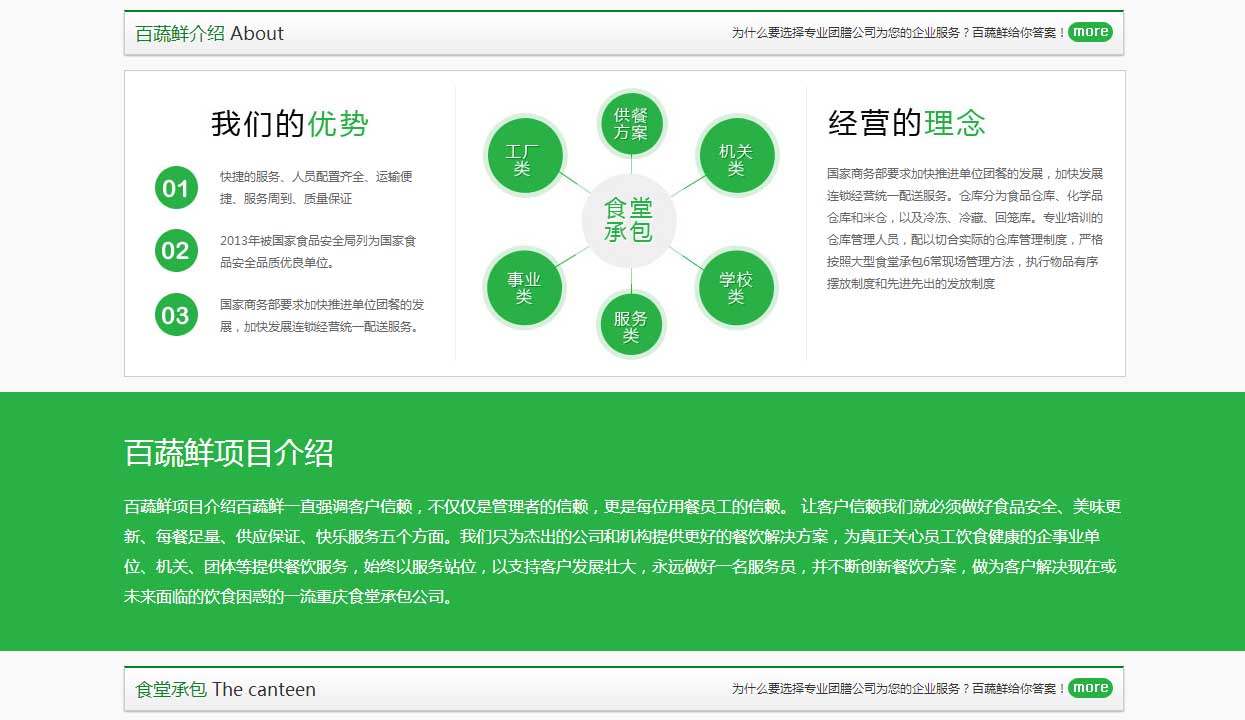 百蔬鲜介绍 About
为什么要选择专业团膳公司为您的企业服务？百蔬鲜给你答案！ more
我们的优势
01
快捷的服务、人员配置齐全、运输便
捷、服务周到、质量保证
02
2013年被国家食品安全局列为国家食
品安全品质优良单位。
03
国家商务部要求加快推进单位团餐的发
展，加快发展连锁经营统一配送服务。
供餐
方案
工厂
类
机关
类
食堂
承包
事业
类
学校
类
服务
类
经营的理念
国家商务部要求加快推进单位团餐的发展，加快发展
连锁经营统一配送服务。仓库分为食品仓库、化学品
仓库和米仓，以及冷冻、冷藏、回笼库。专业培训的
仓库管理人员，配以切合实际的仓库管理制度，严格
按照大型食堂承包6常现场管理方法，执行物品有序
摆放制度和先进先出的发放制度
百蔬鲜项目介绍
百蔬鲜项目介绍百蔬鲜一直强调客户信赖，不仅仅是管理者的信赖，更是每位用餐员工的信赖。 让客户信赖我们就必须做好食品安全、美味更
新、每餐足量、供应保证、快乐服务五个方面。我们只为杰出的公司和机构提供更好的餐饮解决方案，为真正关心员工饮食健康的企事业单
位、机关、团体等提供餐饮服务，始终以服务站位，以支持客户发展壮大，永远做好一名服务员，并不断创新餐饮方案，做为客户解决现在或
未来面临的饮食困惑的一流重庆食堂承包公司。
食堂承包 The canteen
为什么要选择专业团膳公司为您的企业服务？百蔬鲜给你答案！ more